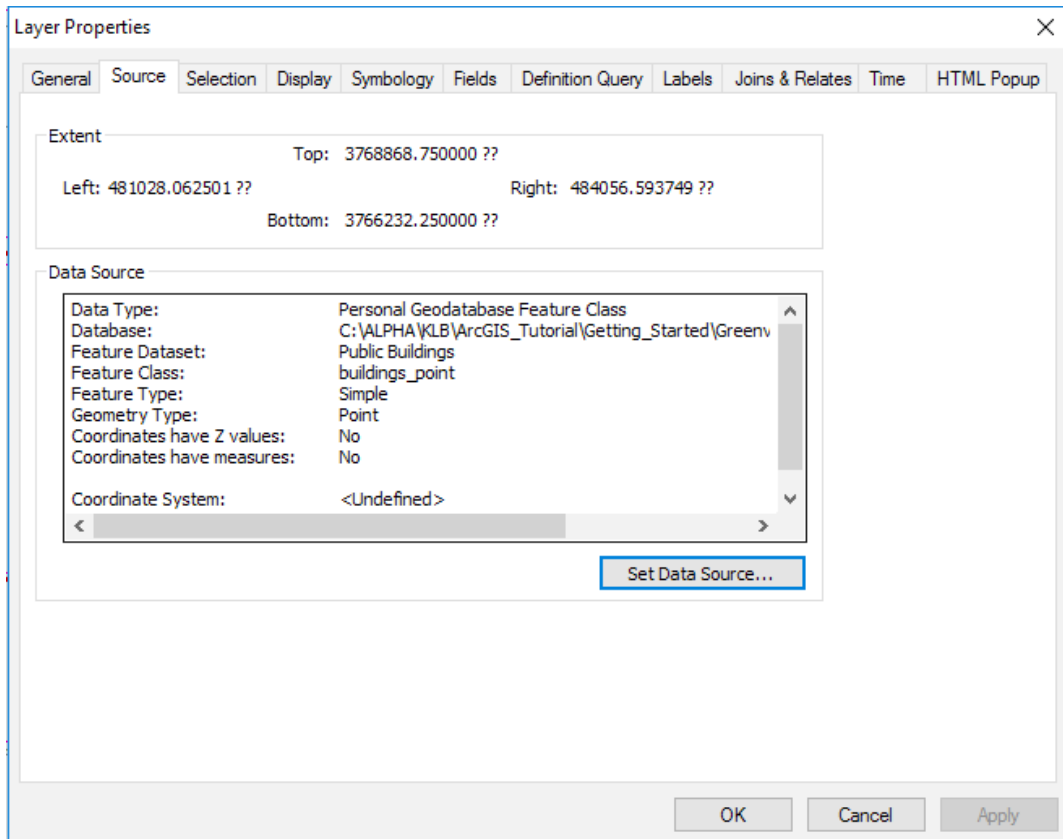 Layer Properties
General Source Selection Display Symbology Fields Definition Query Labels Joins & Relates Time HTML Popup
Extent
Top: 3768868.750000 ??
Left: 481028.062501 ?? Right: 484056.593749 ??
Bottom: 3766232.250000 ??
Data Source
Data Type: Personal Geodatabase Feature Class
Database: C:\ALPHA\KLB\ArcGIS_Tutorial\Getting_Started\Greenv
Feature Dataset: Public Buildings
Feature Class: buildings_point
Feature Type: Simple
Geometry Type: Point
Coordinates have Z values: No
Coordinates have measures: No
Coordinate System: <Undefined>
Set Data Source...
OK Cancel Apply